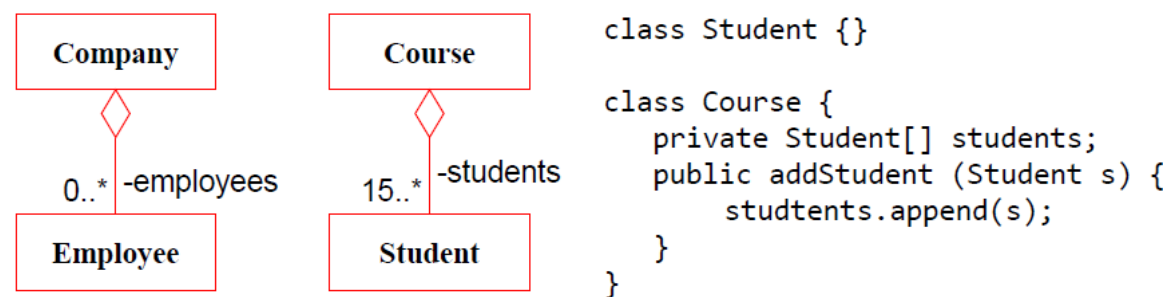 Company
0..* -employees
Employee
Course
15..* -students
Student
class Student {}
class Course {
private Student[] students;
public addStudent (Student s) {
studtents.append(s);
}
}